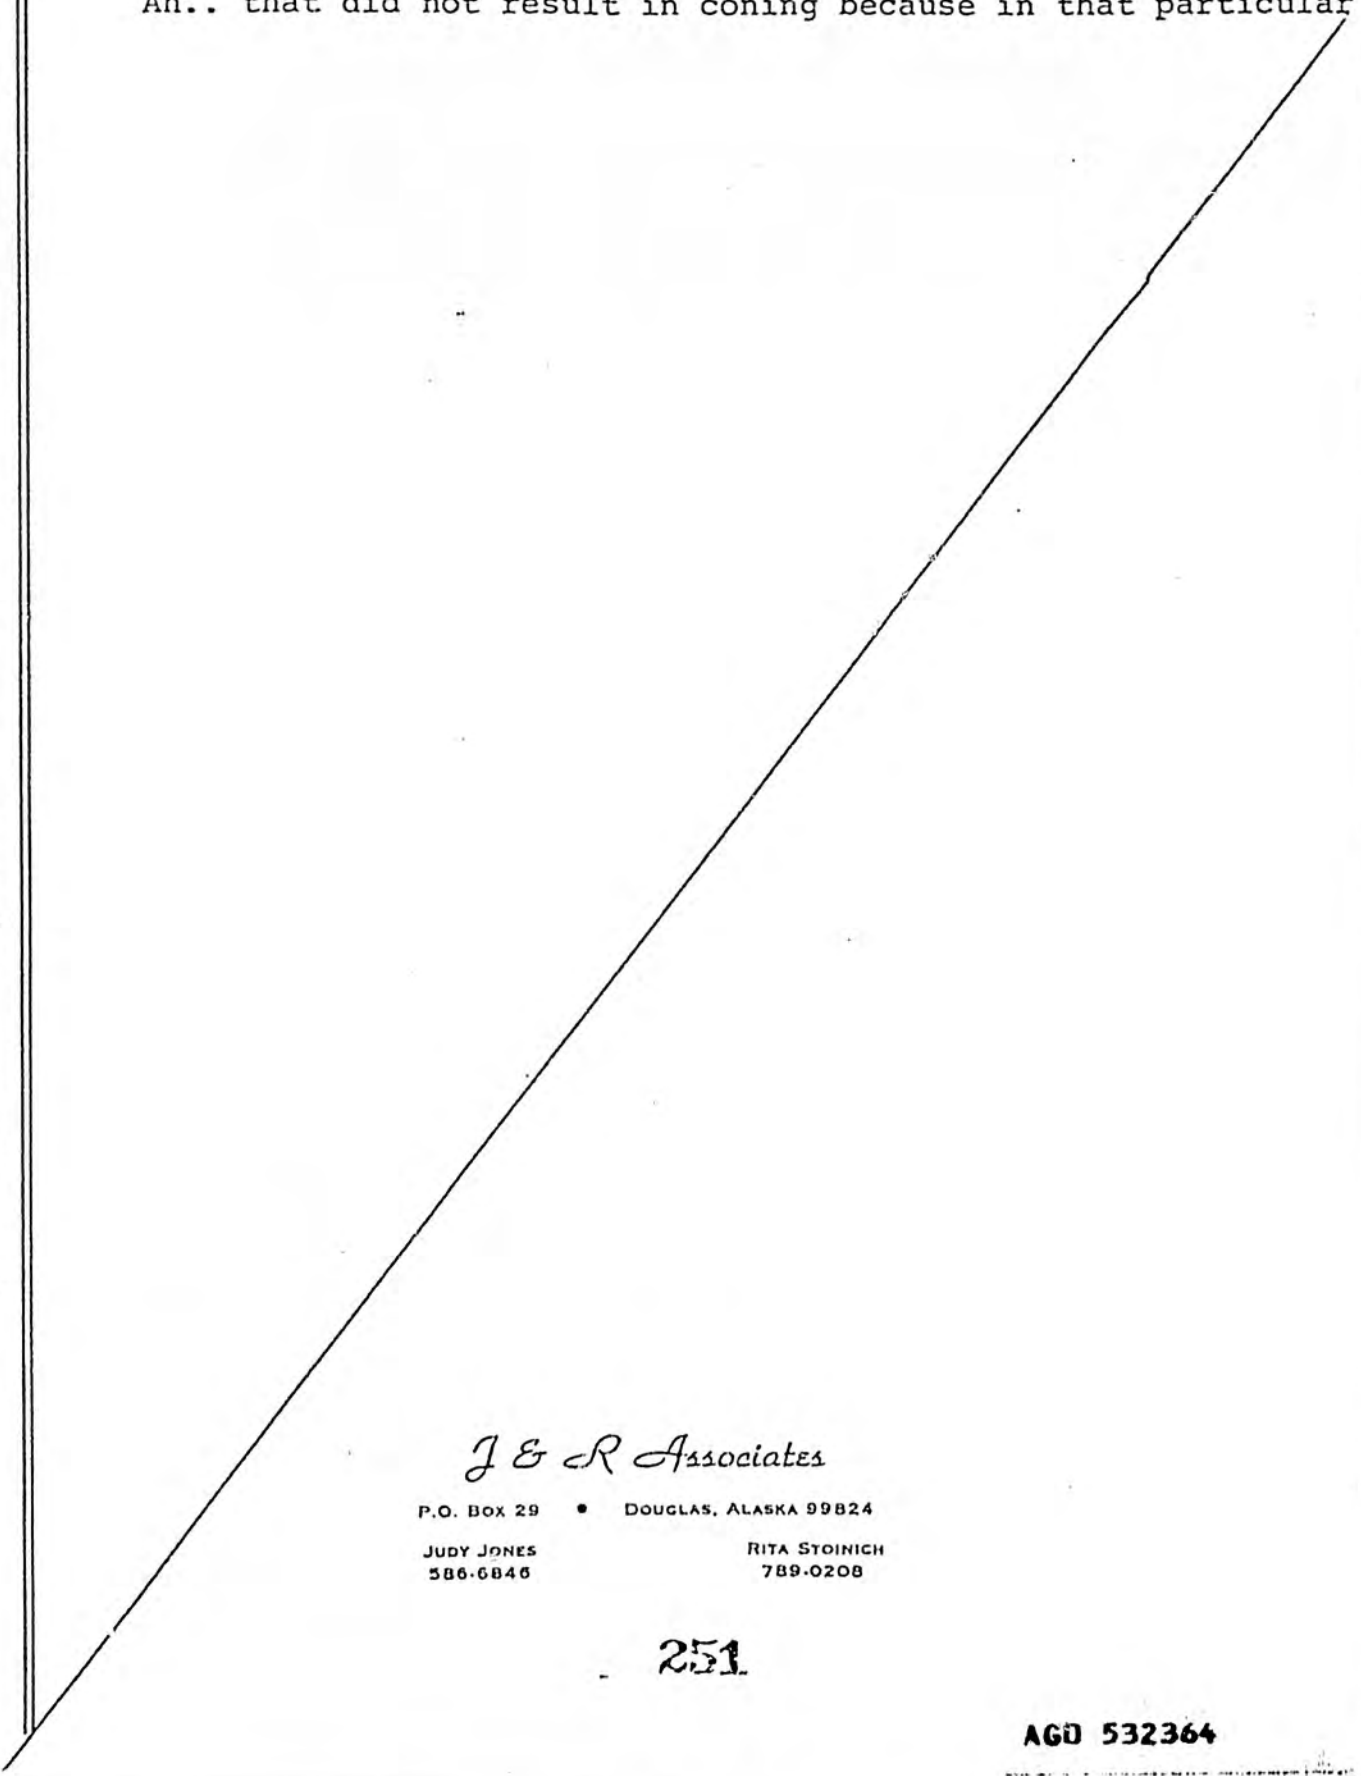 Ah.. that did not result in coning because in that particular
J & R Associates
P.O. BOX 29 • DOUGLAS, ALASKA 99824
JUDY JONES RITA STOINICH
586-6846 789-0208
251
AGO 532364